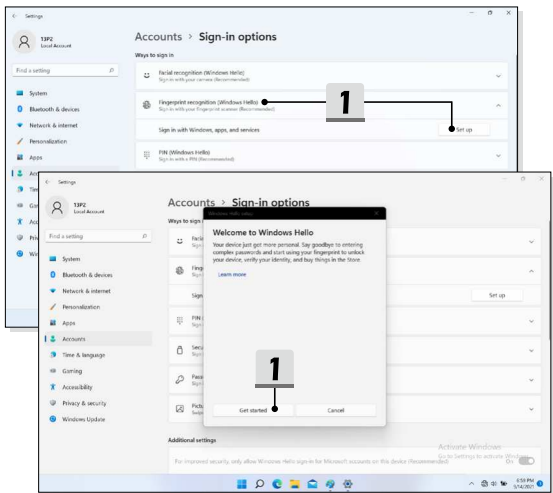 Settings
13P2
Local Account
Find a setting
System
Bluetooth & devices
Network & internet
Personalization
Apps
Accounts > Sign-in options
Ways to sign in
Facial recognition (Windows Hello)
Sign in with your camera (Recommended)
Fingerprint recognition (Windows Hello)
Sign in with your fingerprint scanner (Recommended)
1
Sign in with Windows, apps, and services
Set up
PIN (Windows Hello)
Sign in with a PIN (Recommended)
Settings
13P2
Local Account
Find a setting
System
Bluetooth & devices
Network & internet
Personalization
Apps
Accounts
Time & language
Gaming
Accessibility
Privacy & security
Windows Update
Accounts > Sign-in options
Ways to sign
Windows Hello setup
Welcome to Windows Hello
Your device just got more personal. Say goodbye to entering
complex passwords and start using your fingerprint to unlock
your device, verify your identity, and buy things in the Store.
Learn more
Sign
Set up
PIN
1
Get started
Cancel
Additional settings
For improved security, only allow Windows Hello sign-in for Microsoft accounts on this device (Recommended)
On
Activate Windows
Go to Settings to activate Windows.
8:59 PM
9/14/2021